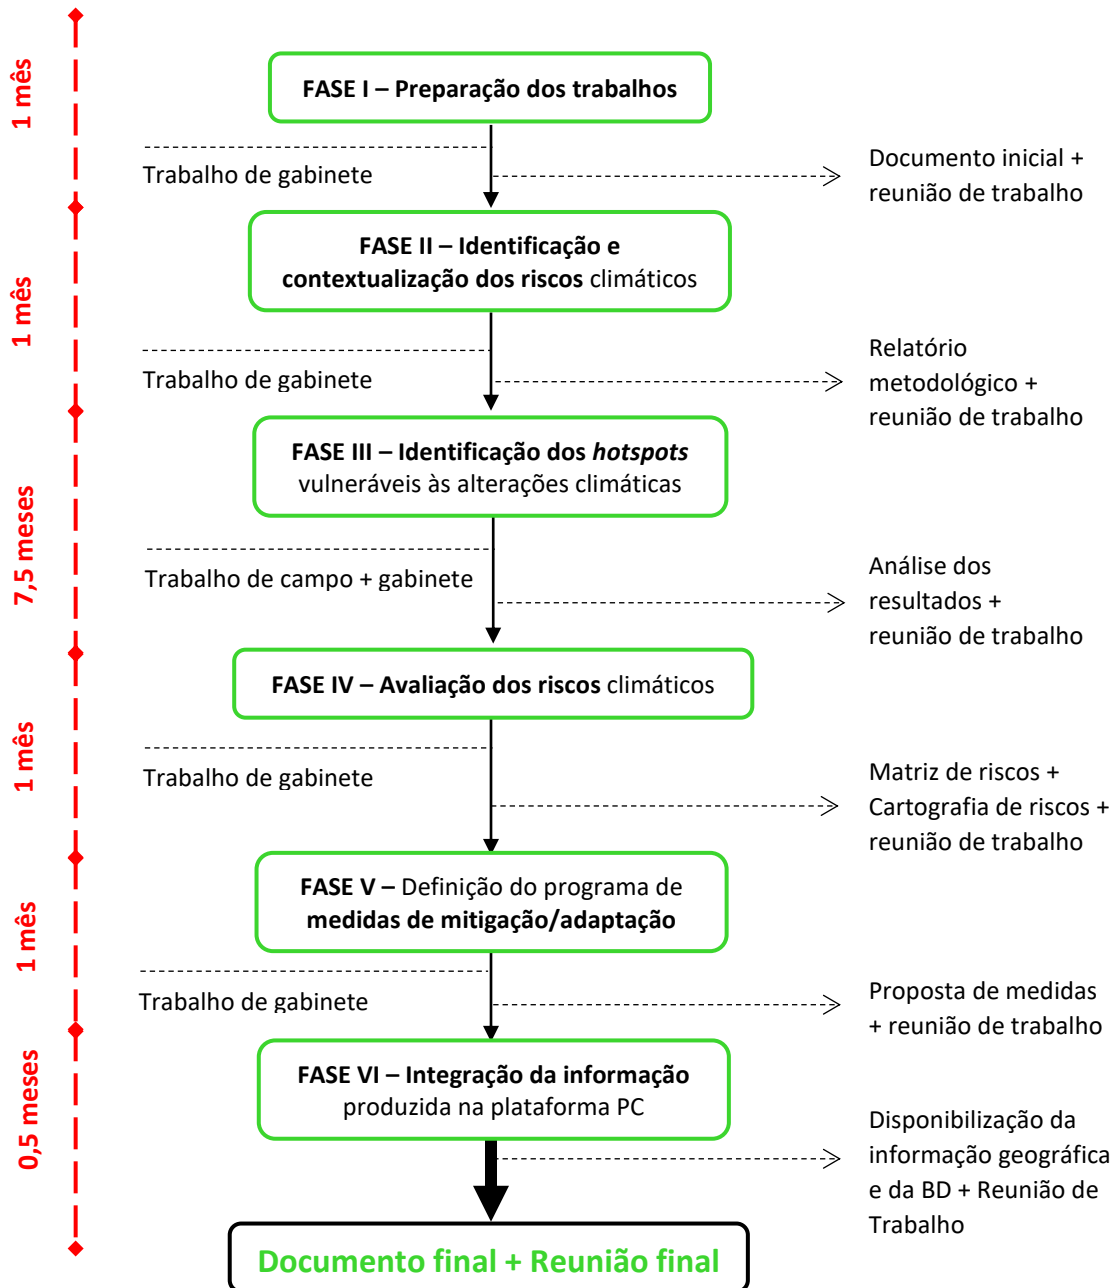 1 mês
FASE I – Preparação dos trabalhos
Trabalho de gabinete
Documento inicial +
reunião de trabalho
1 mês
FASE II – Identificação e
contextualização dos riscos climáticos
Trabalho de gabinete
Relatório
metodológico +
reunião de trabalho
7,5 meses
FASE III – Identificação dos hotspots
vulneráveis às alterações climáticas
Trabalho de campo + gabinete
Análise dos
resultados +
reunião de trabalho
1 mês
FASE IV – Avaliação dos riscos climáticos
Trabalho de gabinete
Matriz de riscos +
Cartografia de riscos +
reunião de trabalho
1 mês
FASE V – Definição do programa de
medidas de mitigação/adaptação
Trabalho de gabinete
Proposta de medidas
+ reunião de trabalho
0,5 meses
FASE VI – Integração da informação
produzida na plataforma PC
Disponibilização da
informação geográfica
e da BD + Reunião de
Trabalho
Documento final + Reunião final